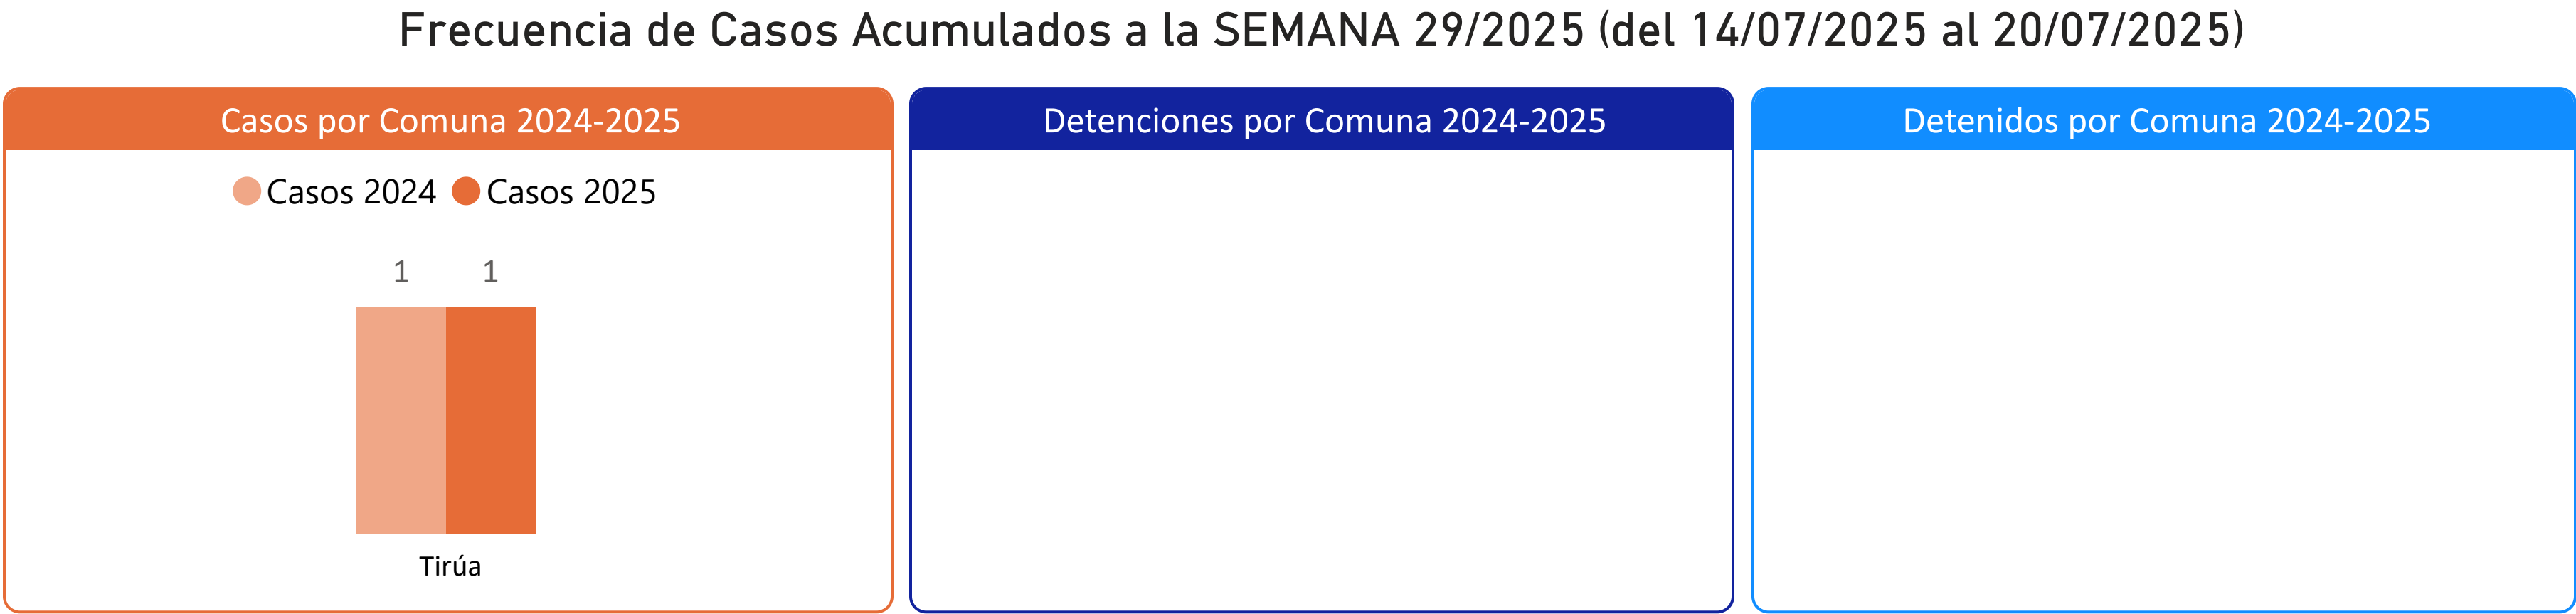 Frecuencia de Casos Acumulados a la SEMANA 29/2025 (del 14/07/2025 al 20/07/2025)
Casos por Comuna 2024-2025
Casos 2024 Casos 2025
1 1
Tirúa
Detenciones por Comuna 2024-2025
Detenidos por Comuna 2024-2025